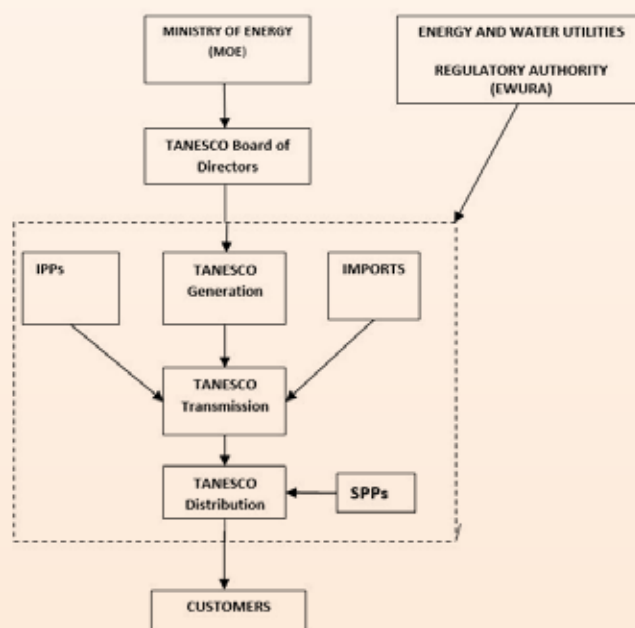 MINISTRY OF ENERGY
(MOE)
ENERGY AND WATER UTILITIES
REGULATORY AUTHORITY
(EWURA)
TANESCO Board of
Directors
IPPs
TANESCO
Generation
IMPORTS
TANESCO
Transmission
TANESCO
Distribution
SPPs
CUSTOMERS